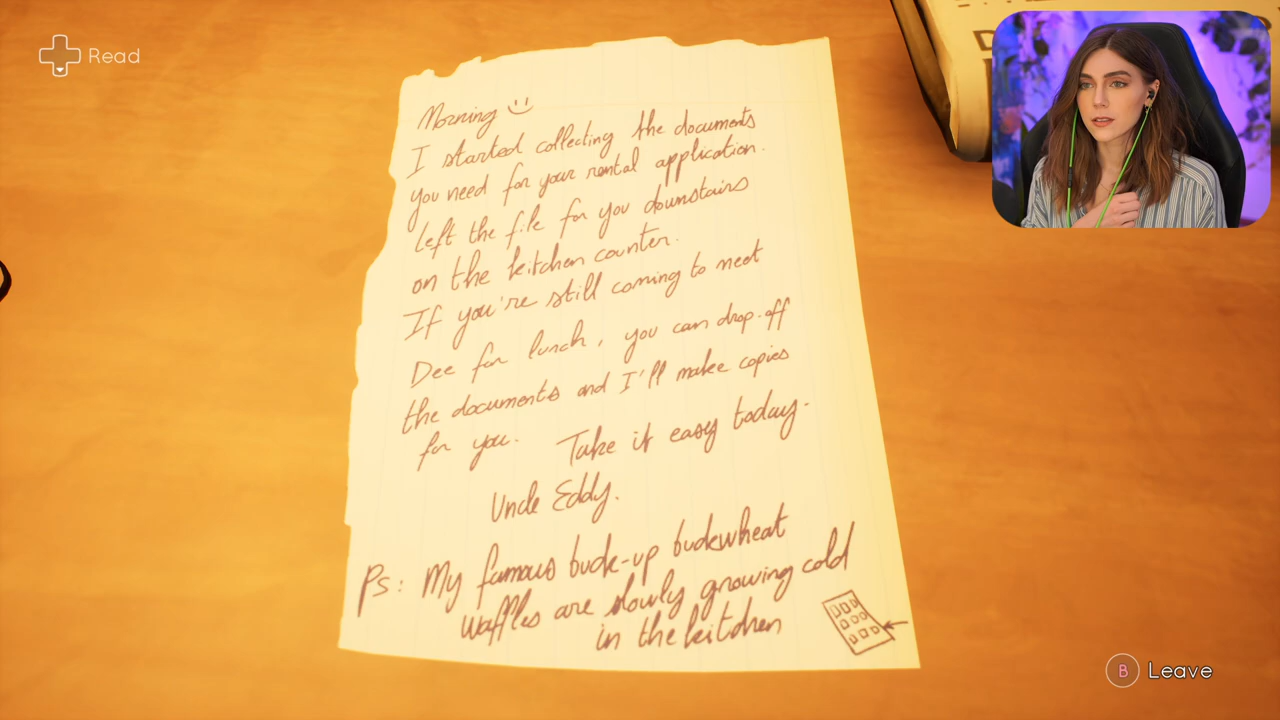 Read
Morning
I started collecting the documents
you need for your rental application.
Left the file for you downstairs
on the kitchen counter.
If you're still coming to meet
Dee for lunch, you can drop-off
the documents and I'll make copies
for you. Take it easy today.
Uncle Eddy.
Ps: My famous buck-up buckwheat
waffles are slowly growing cold
in the kitchen
B Leave